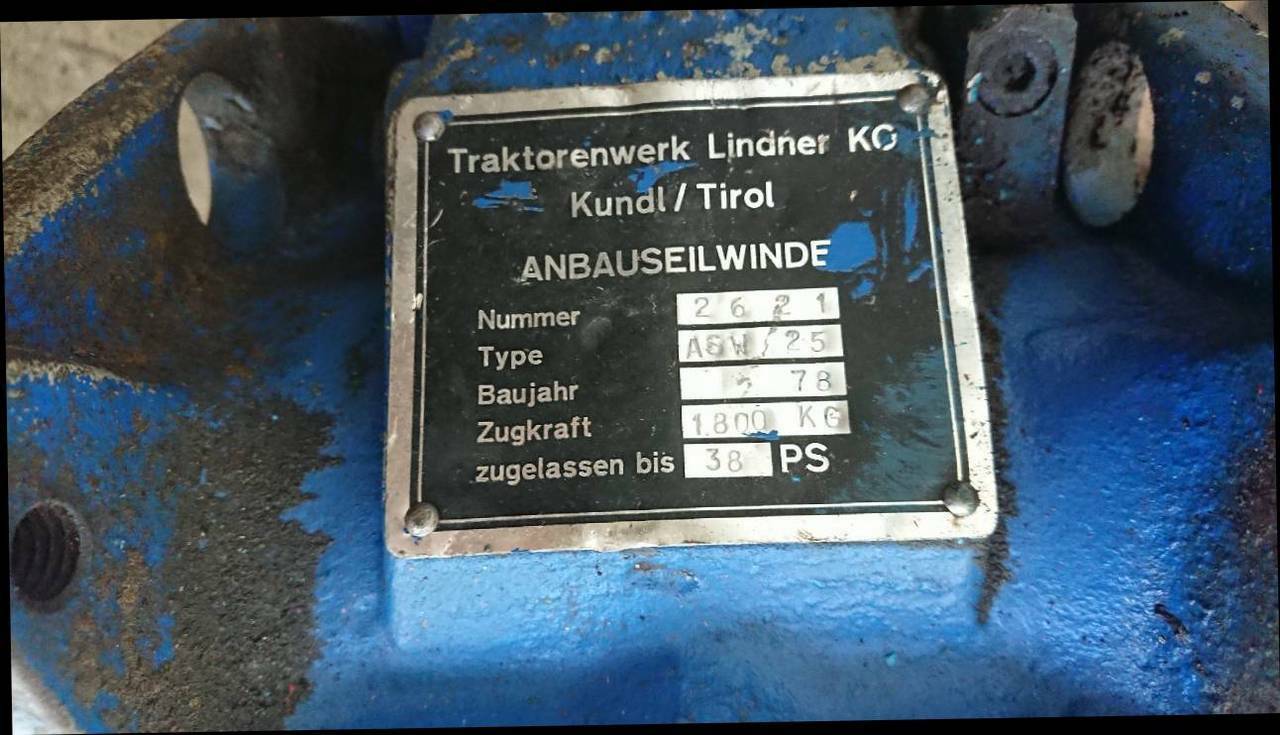 Traktorenwerk Lindner KG
Kundl / Tirol
ANBAUSEILWINDE
Nummer 2621
Type ASW/25
Baujahr 78
Zugkraft 1.800 KG
zugelassen bis 38 PS